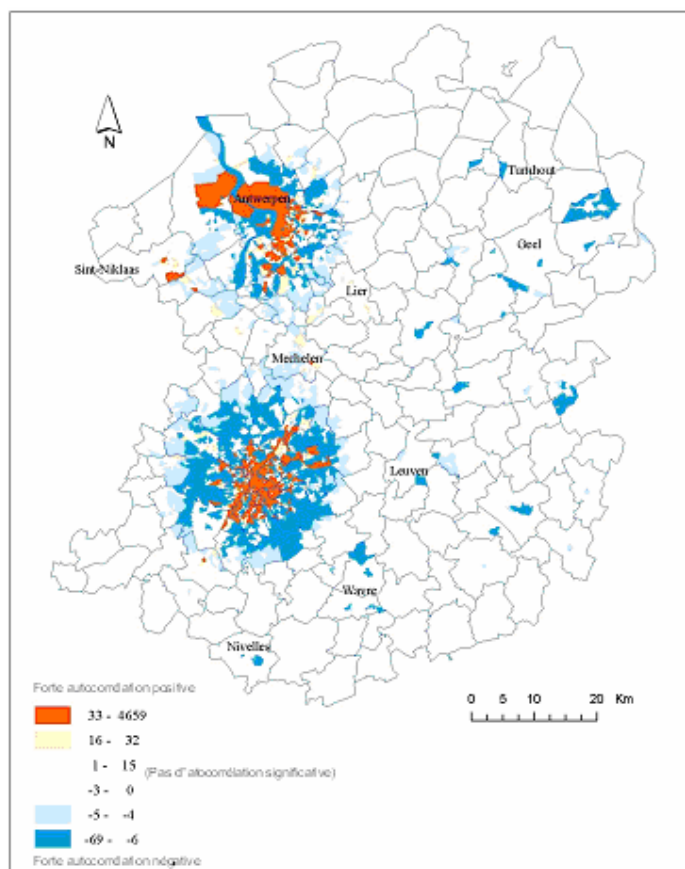 N
Turnhout
Antwerpen
Geel
Sint-Niklaas
Lier
Mechelen
Leuven
Wavre
Nivelles
Forte autocorrélation positive
0 5 10 20 Km
33 - 4659
16 - 32
1 - 15 (Pas d'atocorrélation significative)
-3 - 0
-5 - -4
-69 - -6
Forte autocorrélation négative